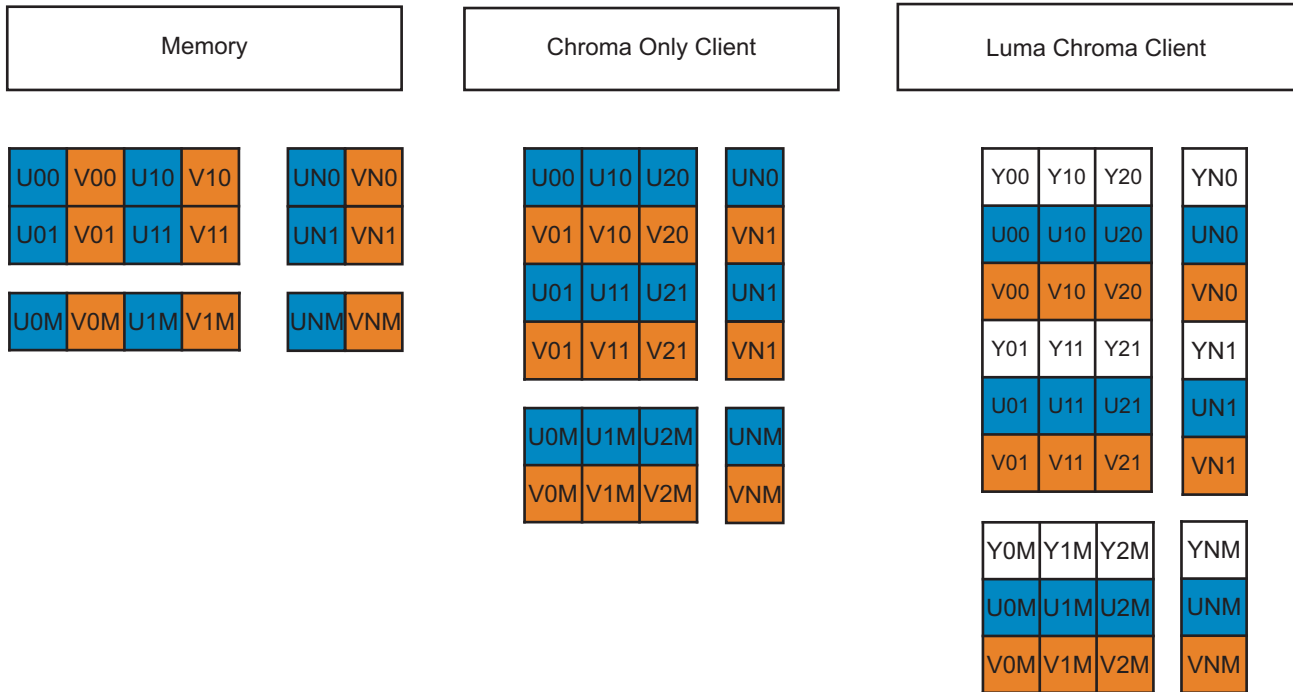 Memory
Chroma Only Client
Luma Chroma Client
U00 V00 U10 V10 UN0 VN0
U01 V01 U11 V11 UN1 VN1
U0M V0M U1M V1M UNM VNM
U00 U10 U20 UN0
V01 V10 V20 VN1
U01 U11 U21 UN1
V01 V11 V21 VN1
U0M U1M U2M UNM
V0M V1M V2M VNM
Y00 Y10 Y20 YN0
U00 U10 U20 UN0
V00 V10 V20 VN0
Y01 Y11 Y21 YN1
U01 U11 U21 UN1
V01 V11 V21 VN1
Y0M Y1M Y2M YNM
U0M U1M U2M UNM
V0M V1M V2M VNM